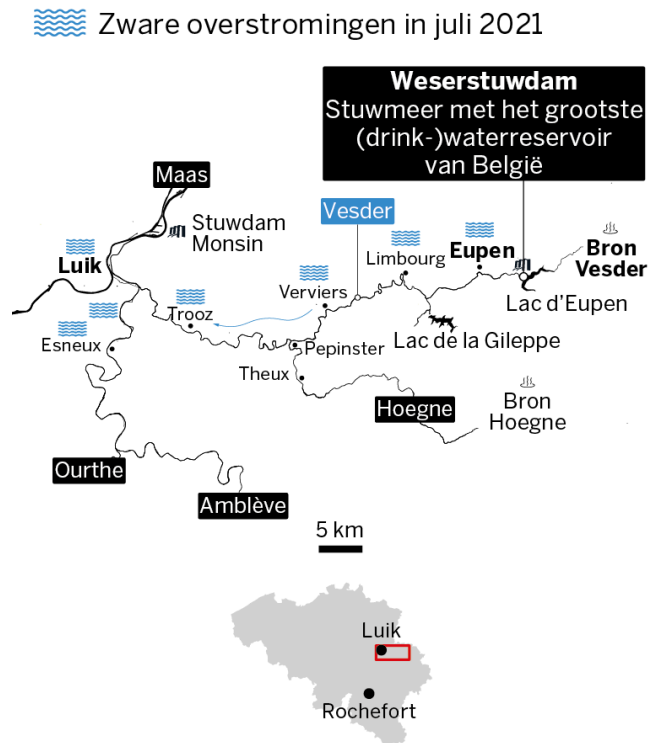 Zware overstromingen in juli 2021
Weserstuwdam
Stuwmeer met het grootste
(drink-)waterreservoir
van België
Maas
Stuwdam
Monsin
Vesder
Luik
Limbourg
Eupen
Bron
Vesder
Verviers
Lac d'Eupen
Trooz
Esneux
Pepinster
Lac de la Gileppe
Theux
Hoegne
Bron
Hoegne
Ourthe
Amblève
5 km
Luik
Rochefort